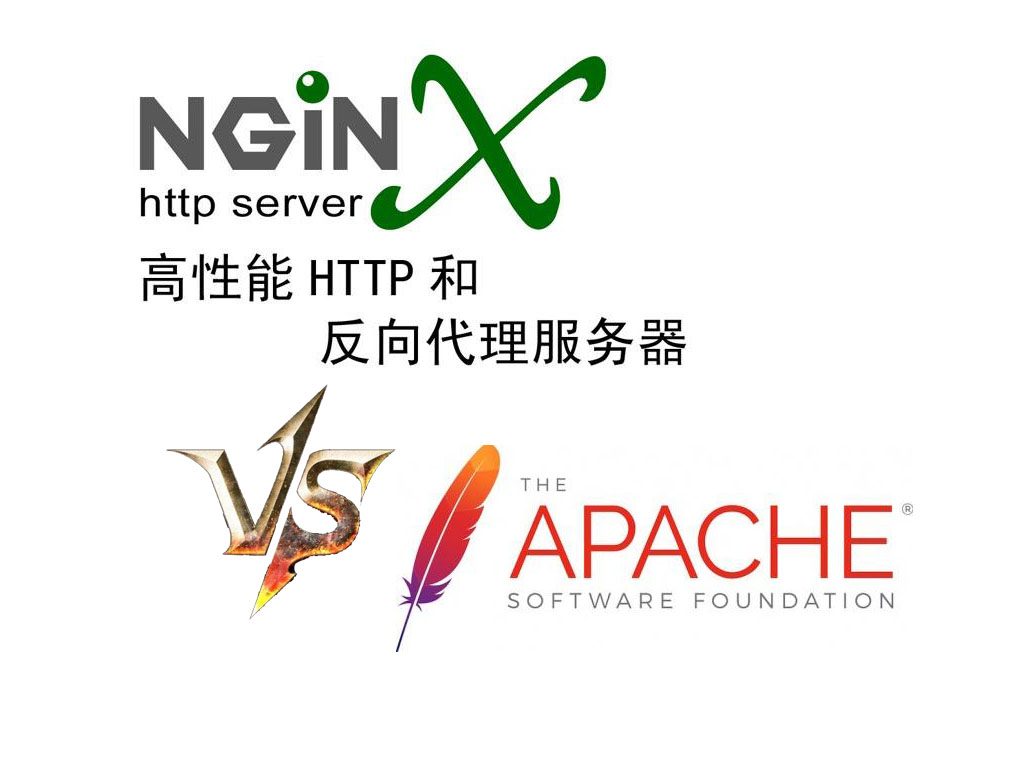 NGiNX
http server
高性能 HTTP 和
反向代理服务器
VS
THE
APACHE®
SOFTWARE FOUNDATION